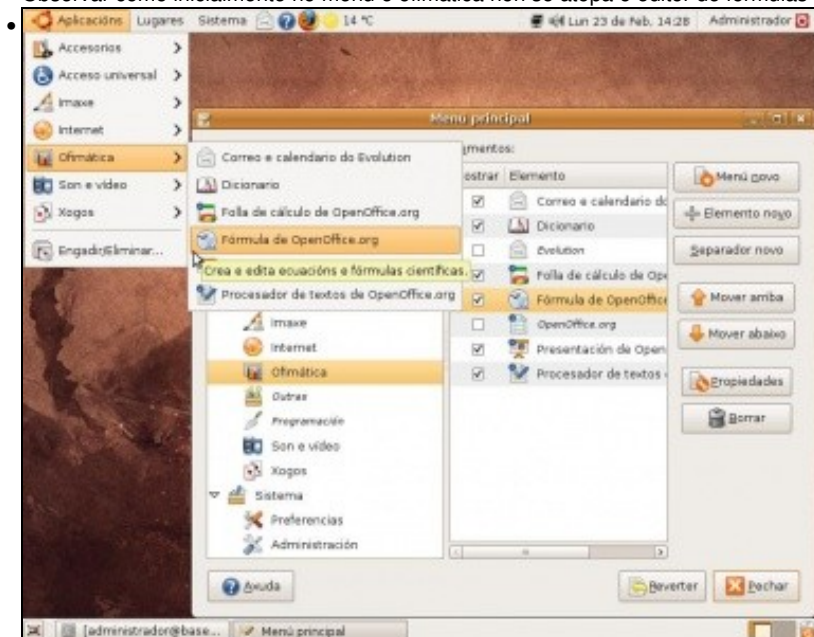 Aplicacións Lugares Sistema 14 ºC Lun 23 de Feb, 14:28 Administrador
Accesorios
Acceso universal
Imaxe
Internet
Ofimática
Son e vídeo
Xogos
Engadir/Eliminar...
Menú principal
Correo e calendario do Evolution
Dicionario
Folla de cálculo de OpenOffice.org
Fórmula de OpenOffice.org
Crea e edita ecuacións e fórmulas científicas.
Procesador de textos de OpenOffice.org
ementos:
ostrar Elemento
Correo e calendario do
Dicionario
Evolution
Folla de cálculo de Ope
Fórmula de OpenOffice
OpenOffice.org
Presentación de Open
Procesador de textos
Menú novo
Elemento novo
Separador novo
Mover arriba
Mover abaixo
Propiedades
Borrar
Imaxe
Internet
Ofimática
Outras
Programación
Son e vídeo
Xogos
Sistema
Preferencias
Administración
Axuda
Reverter
Pechar
[administrador@base... Menú principal